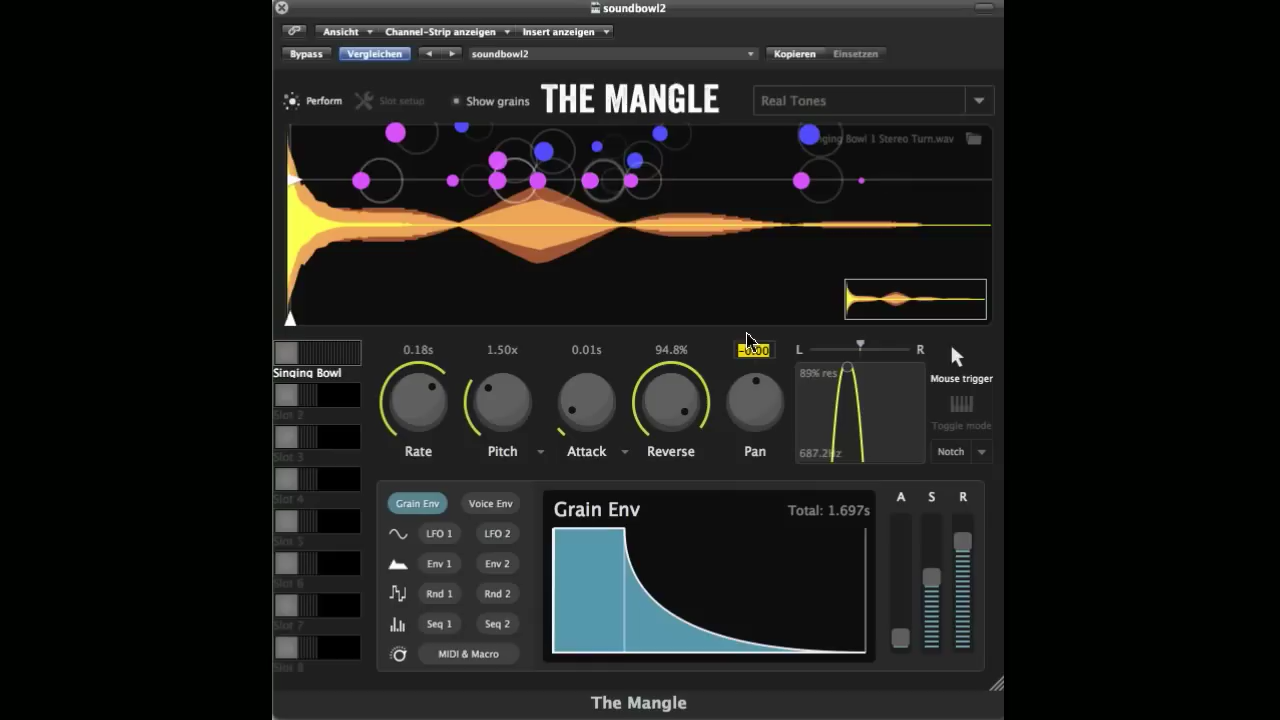 soundbowl2
Ansicht Channel-Strip anzeigen Insert anzeigen
Bypass Vergleichen soundbowl2 Kopieren Einsetzen
Perform Slot setup Show grains THE MANGLE Real Tones
Bowl 1 Stereo Turn.wav
0.18s 1.50x 0.01s 94.8% L R
Singing Bowl
89% res
Mouse trigger
Slot 2
Toggle mode
Rate Pitch Attack Reverse Pan 687.2Hz Notch
Slot 3
Slot 4
Slot 5
Slot 6
Slot 7
Slot 8
Grain Env Voice Env Grain Env Total: 1.697s A S R
LFO 1 LFO 2
Env 1 Env 2
Rnd 1 Rnd 2
Seq 1 Seq 2
MIDI & Macro
The Mangle